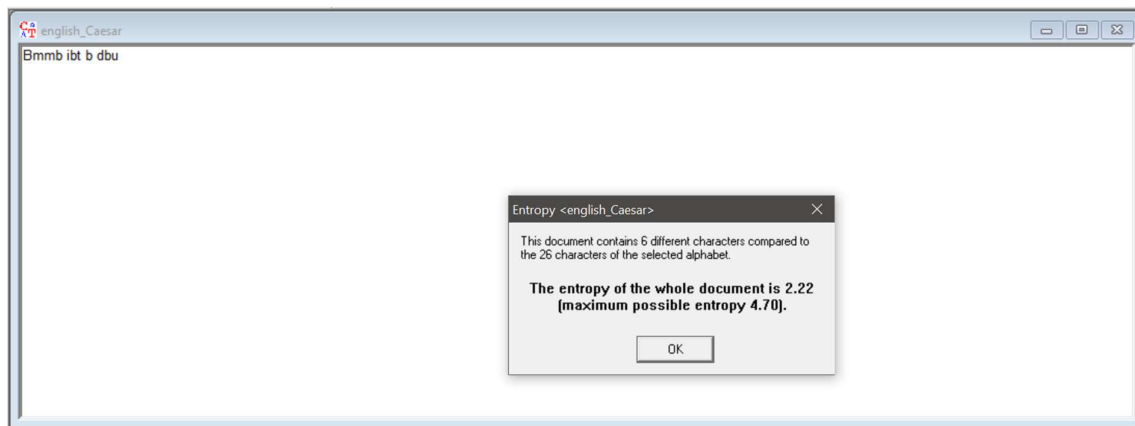 english_Caesar
Bmmb ibt b dbu
Entropy <english_Caesar>
This document contains 6 different characters compared to
the 26 characters of the selected alphabet.
The entropy of the whole document is 2.22
(maximum possible entropy 4.70).
OK